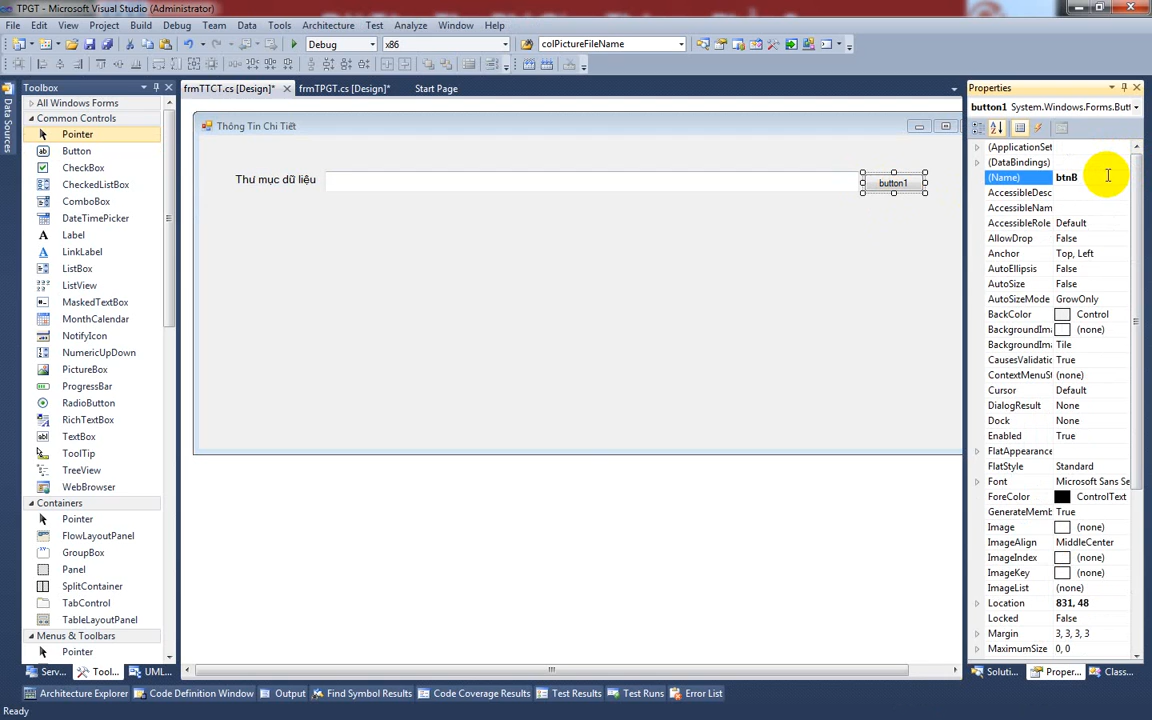 TPGT - Microsoft Visual Studio (Administrator)
File Edit View Project Build Debug Team Data Tools Architecture Test Analyze Window Help
Debug x86 colPictureFileName
Toolbox
frmTTCT.cs [Design]* frmTPGT.cs [Design]* Start Page
Properties
Data Sources
All Windows Forms
Common Controls
Pointer
Button
CheckBox
CheckedListBox
ComboBox
DateTimePicker
Label
LinkLabel
ListBox
ListView
MaskedTextBox
MonthCalendar
NotifyIcon
NumericUpDown
PictureBox
ProgressBar
RadioButton
RichTextBox
TextBox
ToolTip
TreeView
WebBrowser
Containers
Pointer
FlowLayoutPanel
GroupBox
Panel
SplitContainer
TabControl
TableLayoutPanel
Menus & Toolbars
Pointer
Serv... Tool... UML...
Thông Tin Chi Tiết
Thư mục dữ liệu
button1
button1 System.Windows.Forms.Butt
(ApplicationSet
(DataBindings)
(Name) btnB
AccessibleDesc
AccessibleNam
AccessibleRole Default
AllowDrop False
Anchor Top, Left
AutoEllipsis False
AutoSize False
AutoSizeMode GrowOnly
BackColor Control
BackgroundIma (none)
BackgroundIma Tile
CausesValidatic True
ContextMenuSt (none)
Cursor Default
DialogResult None
Dock None
Enabled True
FlatAppearance
FlatStyle Standard
Font Microsoft Sans Se
ForeColor ControlText
GenerateMemb True
Image (none)
ImageAlign MiddleCenter
ImageIndex (none)
ImageKey (none)
ImageList (none)
Location 831, 48
Locked False
Margin 3, 3, 3, 3
MaximumSize 0, 0
Soluti... Proper... Class...
Architecture Explorer Code Definition Window Output Find Symbol Results Code Coverage Results Test Results Test Runs Error List
Ready